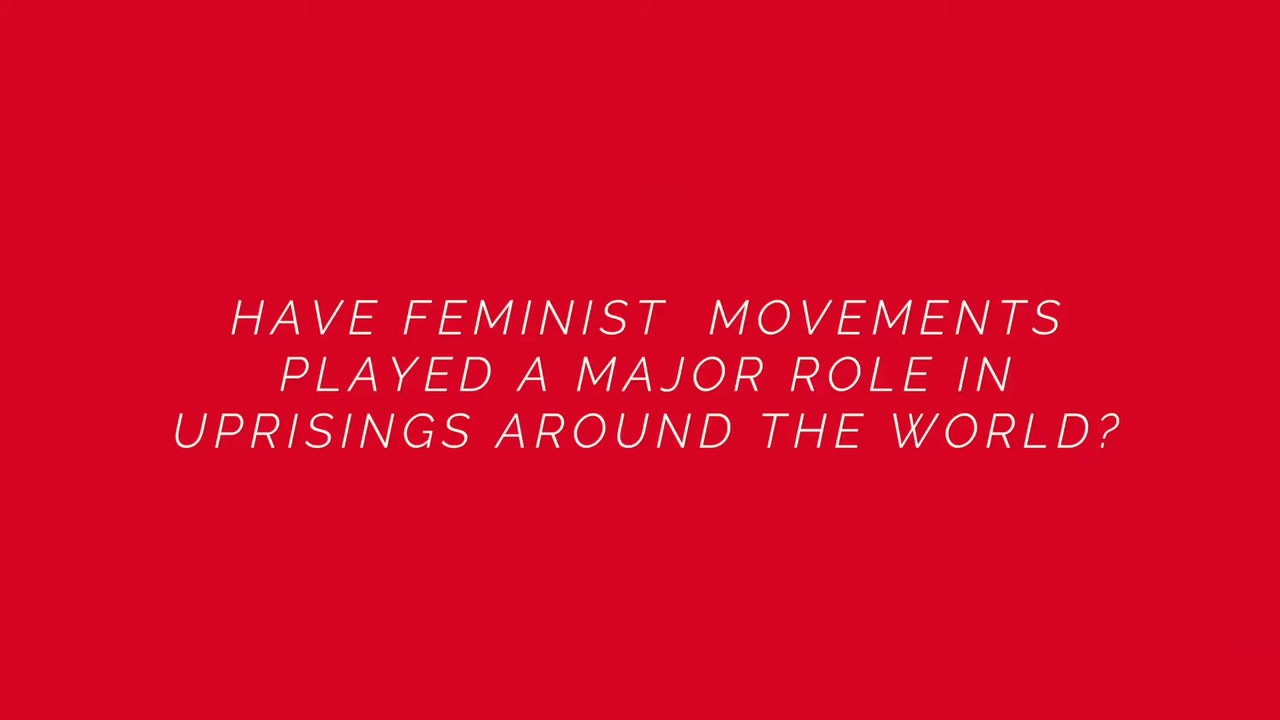 HAVE FEMINIST  MOVEMENTS
PLAYED A MAJOR ROLE IN
UPRISINGS AROUND THE WORLD?